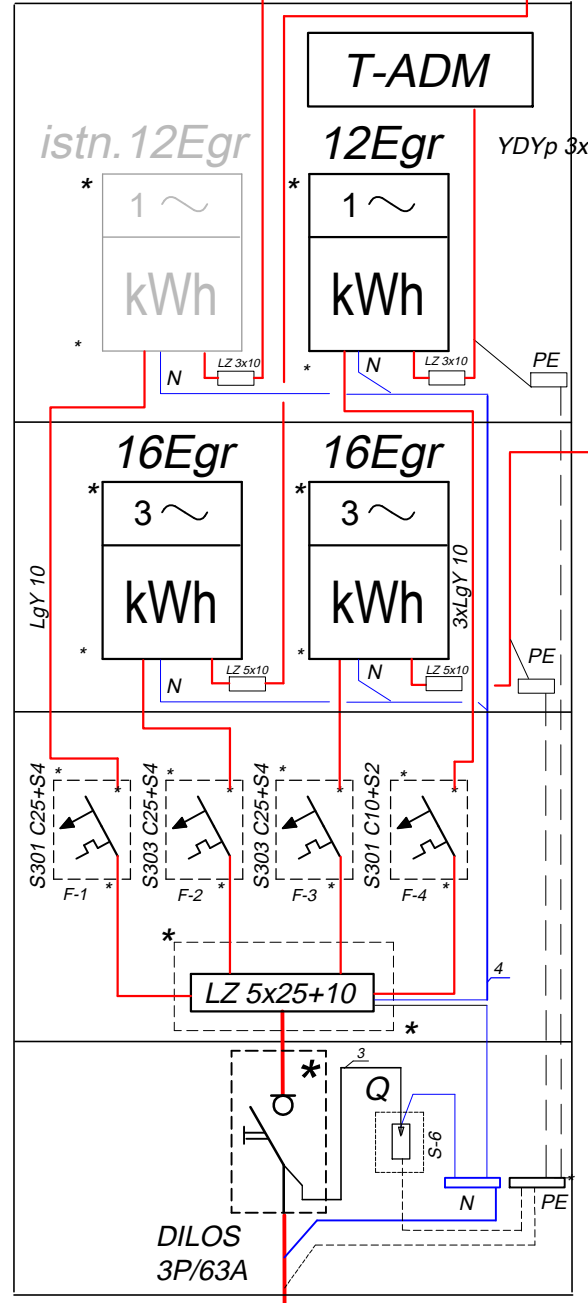 T-ADM
istn.12Egr
12Egr
YDYp 3x
*
1
kWh
*
*
1
kWh
*
N
LZ 3x10
N
LZ 3x10
PE
16Egr
16Egr
*
3
kWh
*
*
3
kWh
*
LgY 10
3xLgY 10
N
LZ 5x10
N
LZ 5x10
PE
S301 C25+S4
*
*
F-1
*
S303 C25+S4
*
*
F-2
*
S303 C25+S4
*
*
F-3
*
S301 C10+S2
*
*
F-4
*
*
LZ 5x25+10
*
4
*
3
Q
S-6
N
PE
*
DILOS
3P/63A